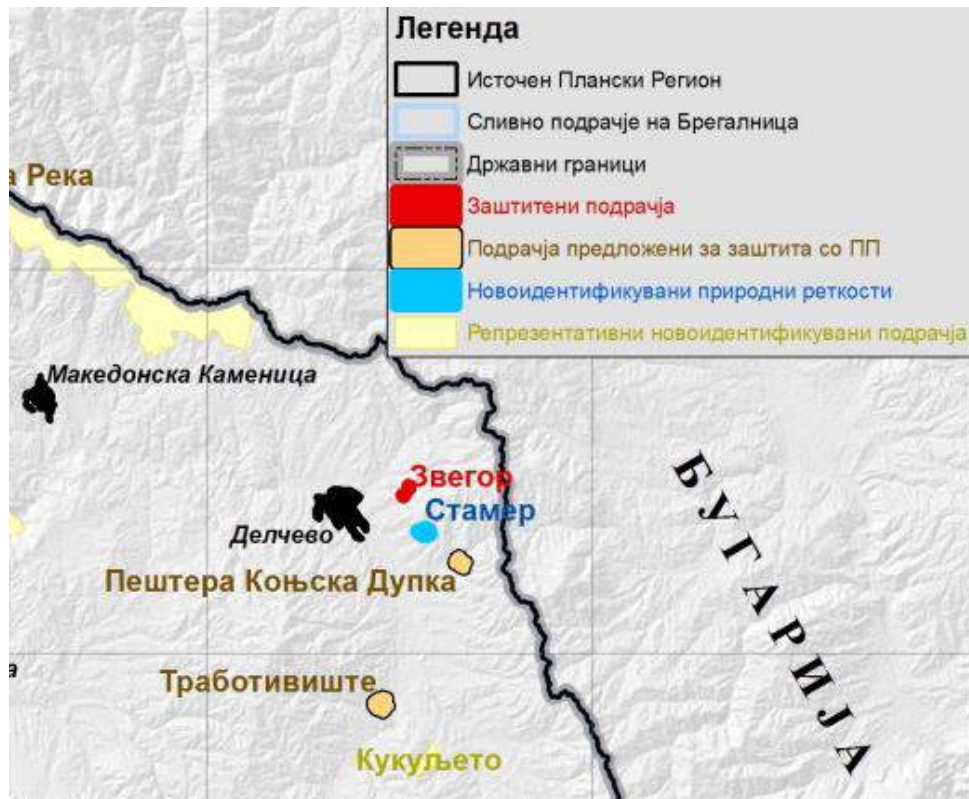 Легенда
Источен Плански Регион
Сливно подрачје на Брегалница
Државни граници
Заштитени подрачја
Подрачја предложени за заштита со ПП
Новоидентификувани природни реткости
Репрезентативни новоидентификувани подрачја
а Река
Македонска Каменица
Звегор
Стамер
Делчево
Пештера Коњска Дупка
БУГАРИЈА
а
Трaботивиште
Кукуљето